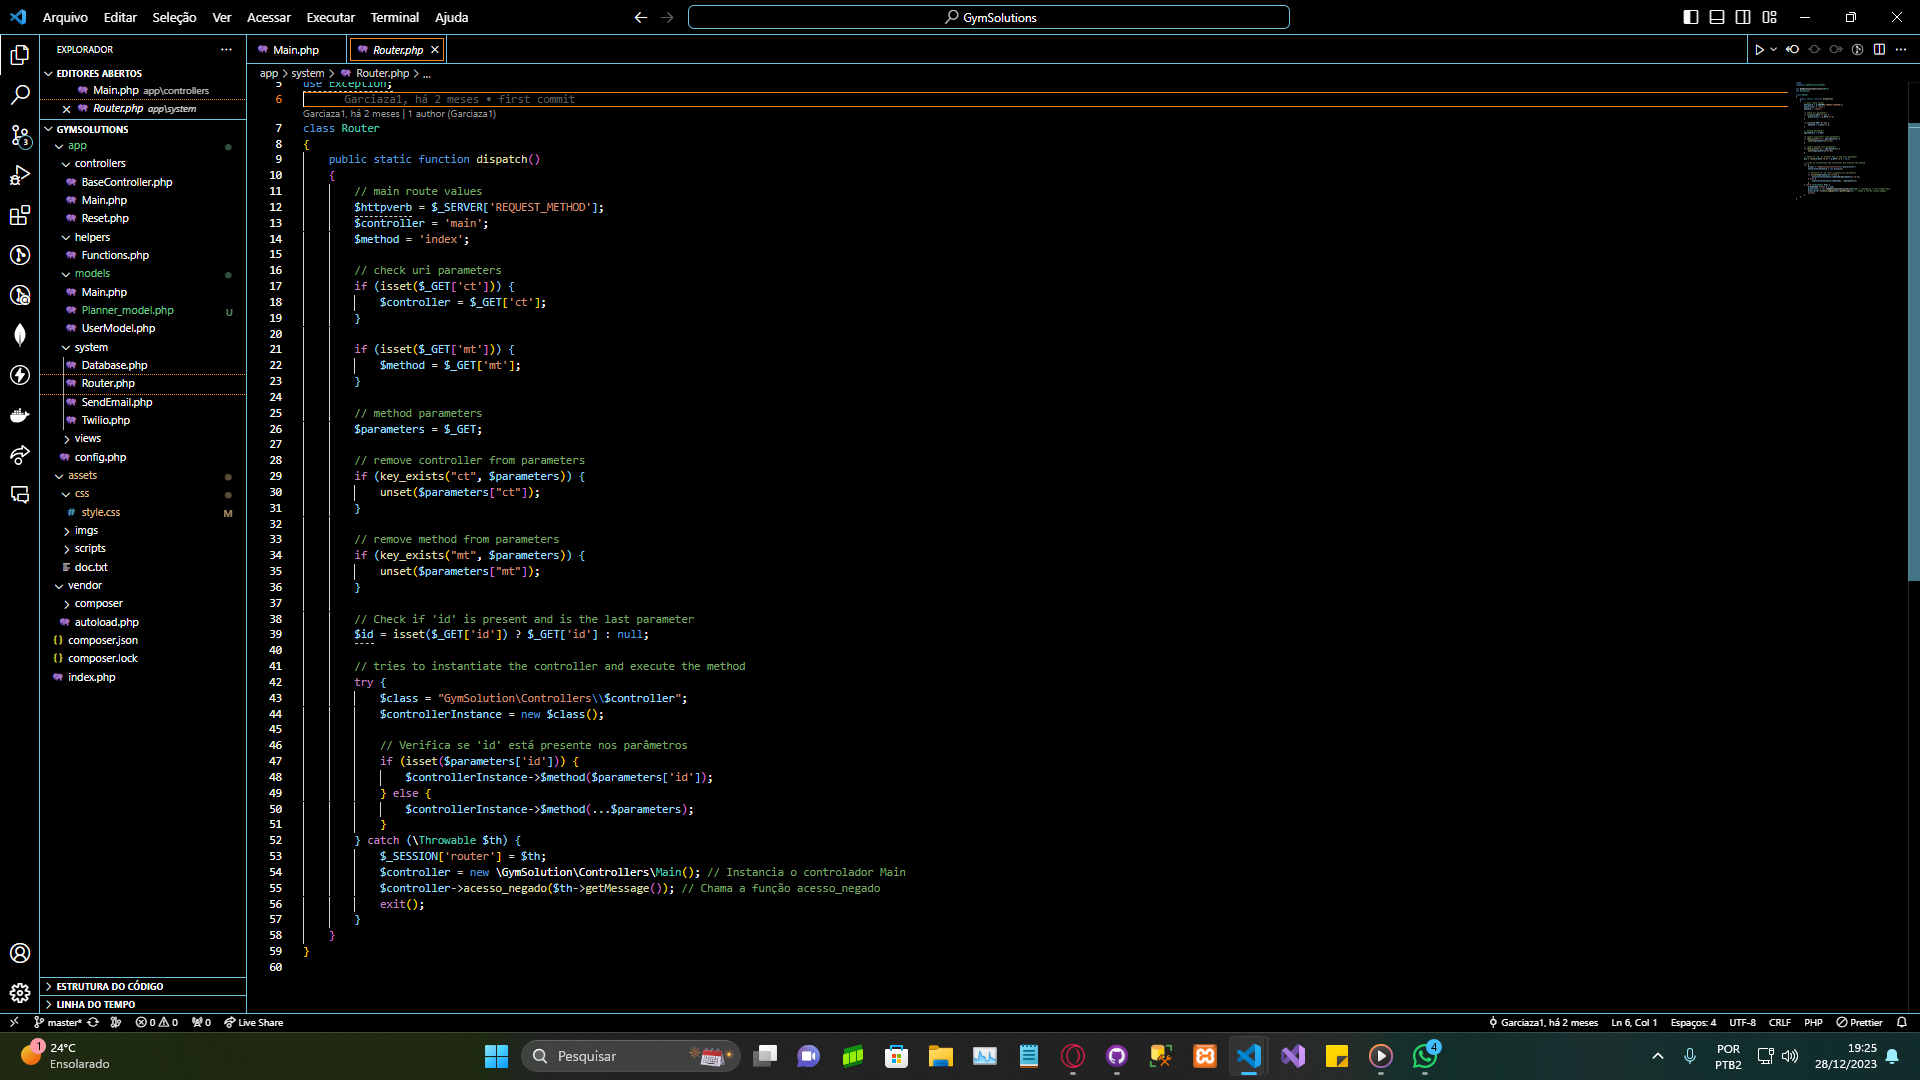 Arquivo Editar Seleção Ver Acessar Executar Terminal Ajuda
GymSolutions
EXPLORADOR
EDITORES ABERTOS
Main.php app\controllers
Router.php app\system
GYMSOLUTIONS
app
controllers
BaseController.php
Main.php
Reset.php
helpers
Functions.php
models
Main.php
Planner_model.php U
UserModel.php
system
Database.php
Router.php
SendEmail.php
Twilio.php
views
config.php
assets
css
# style.css M
imgs
scripts
doc.txt
vendor
composer
autoload.php
{} composer.json
{} composer.lock
index.php
ESTRUTURA DO CÓDIGO
LINHA DO TEMPO
3
Main.php
Router.php
app > system > Router.php > ...
5 use Exception;
6 Garciaza1, há 2 meses • first commit
Garciaza1, há 2 meses | 1 author (Garciaza1)
7 class Router
8 {
9 public static function dispatch()
10 {
11 // main route values
12 $httpverb = $_SERVER['REQUEST_METHOD'];
13 $controller = 'main';
14 $method = 'index';
15
16 // check uri parameters
17 if (isset($_GET['ct'])) {
18 $controller = $_GET['ct'];
19 }
20
21 if (isset($_GET['mt'])) {
22 $method = $_GET['mt'];
23 }
24
25 // method parameters
26 $parameters = $_GET;
27
28 // remove controller from parameters
29 if (key_exists("ct", $parameters)) {
30 unset($parameters["ct"]);
31 }
32
33 // remove method from parameters
34 if (key_exists("mt", $parameters)) {
35 unset($parameters["mt"]);
36 }
37
38 // Check if 'id' is present and is the last parameter
39 $id = isset($_GET['id']) ? $_GET['id'] : null;
40
41 // tries to instantiate the controller and execute the method
42 try {
43 $class = "GymSolution\Controllers\\$controller";
44 $controllerInstance = new $class();
45
46 // Verifica se 'id' está presente nos parâmetros
47 if (isset($parameters['id'])) {
48 $controllerInstance->$method($parameters['id']);
49 } else {
50 $controllerInstance->$method(...$parameters);
51 }
52 } catch (\Throwable $th) {
53 $_SESSION['router'] = $th;
54 $controller = new \GymSolution\Controllers\Main(); // Instancia o controlador Main
55 $controller->acesso_negado($th->getMessage()); // Chama a função acesso_negado
56 exit();
57 }
58 }
59 }
60
master* 0 0 0 Live Share
Garciaza1, há 2 meses Ln 6, Col 1 Espaços: 4 UTF-8 CRLF PHP Prettier
1
24°C
Ensolarado
Pesquisar
4
POR
PTB2
19:25
28/12/2023